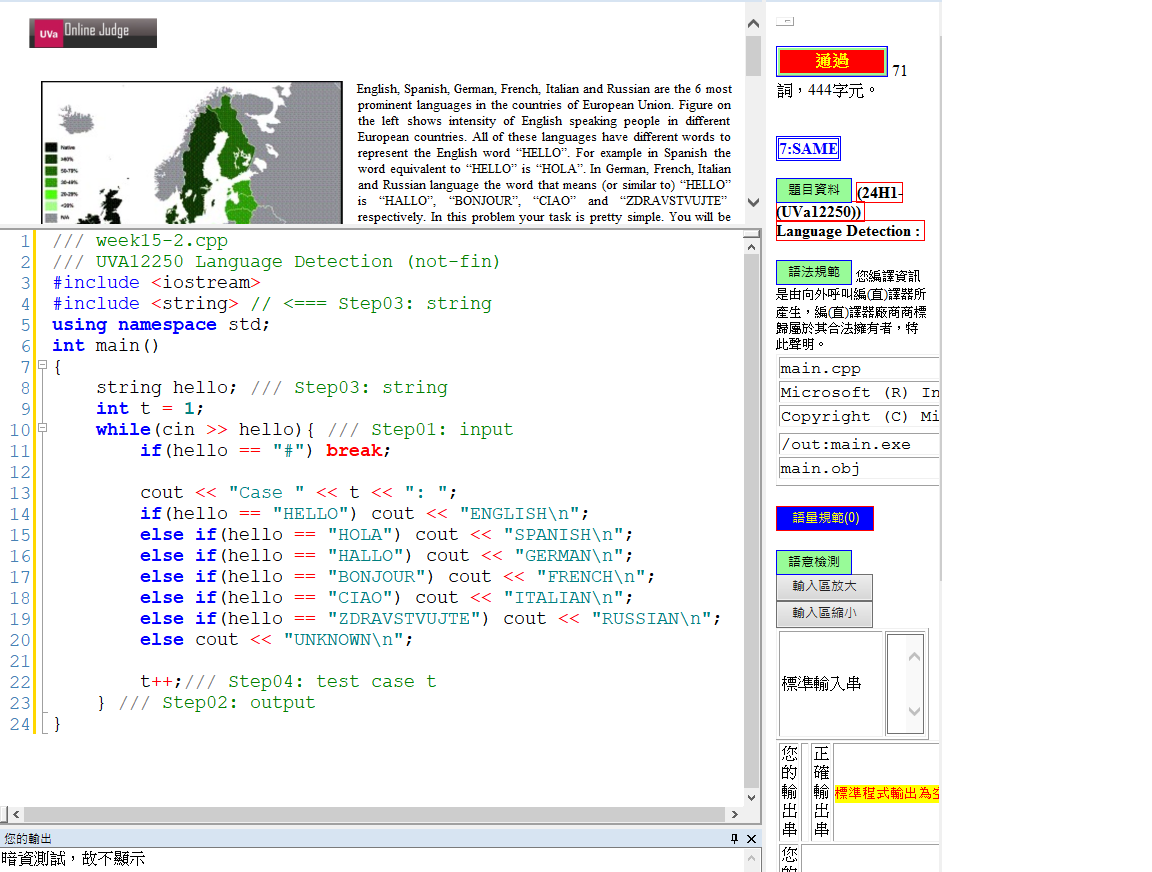 UVa Online Judge
Native
>80%
50-79%
30-49%
20-29%
<20%
N/A
English, Spanish, German, French, Italian and Russian are the 6 most
prominent languages in the countries of European Union. Figure on
the left shows intensity of English speaking people in different
European countries. All of these languages have different words to
represent the English word “HELLO”. For example in Spanish the
word equivalent to “HELLO” is “HOLA”. In German, French, Italian
and Russian language the word that means (or similar to) “HELLO”
is “HALLO”, “BONJOUR”, “CIAO” and “ZDRAVSTVUJTE”
respectively. In this problem your task is pretty simple. You will be
1 /// week15-2.cpp
2 /// UVA12250 Language Detection (not-fin)
3 #include <iostream>
4 #include <string> // <=== Step03: string
5 using namespace std;
6 int main()
7 {
8 string hello; /// Step03: string
9 int t = 1;
10 while(cin >> hello){ /// Step01: input
11 if(hello == "#") break;
12
13 cout << "Case " << t << ": ";
14 if(hello == "HELLO") cout << "ENGLISH\n";
15 else if(hello == "HOLA") cout << "SPANISH\n";
16 else if(hello == "HALLO") cout << "GERMAN\n";
17 else if(hello == "BONJOUR") cout << "FRENCH\n";
18 else if(hello == "CIAO") cout << "ITALIAN\n";
19 else if(hello == "ZDRAVSTVUJTE") cout << "RUSSIAN\n";
20 else cout << "UNKNOWN\n";
21
22 t++;/// Step04: test case t
23 } /// Step02: output
24 }
您的輸出
暗資測試，故不顯示
通過 71
詞，444字元。
7:SAME
題目資料 (24H1-
(UVa12250))
Language Detection :
語法規範 您編譯資訊
是由向外呼叫編(直)譯器所
產生，編(直)譯器廠商商標
歸屬於其合法擁有者，特
此聲明。
main.cpp
Microsoft (R) In
Copyright (C) Mi
/out:main.exe
main.obj
語量規範(0)
語意檢測
輸入區放大
輸入區縮小
標準輸入串
您的輸出串
正確輸出串
標準程式輸出為
您